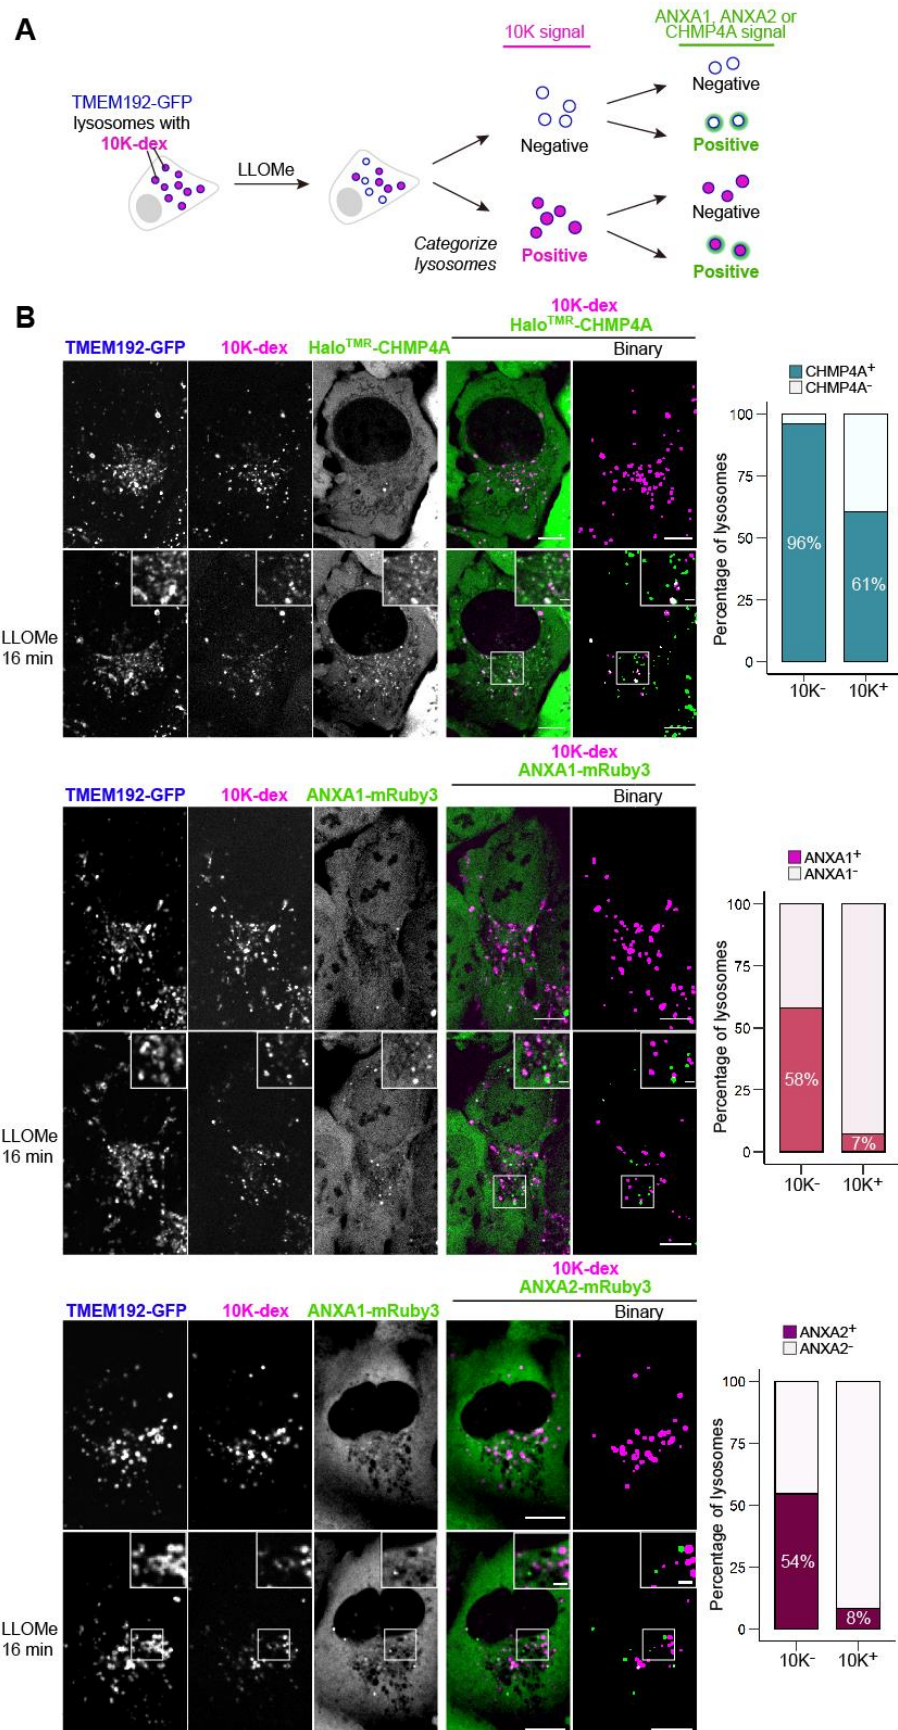 A
10K signal
ANXA1, ANXA2 or
CHMP4A signal
TMEM192-GFP
lysosomes with
10K-dex
LLOMe
Negative
Negative
Positive
Categorize
lysosomes
Positive
Negative
Positive
B
10K-dex
Halo^TMR-CHMP4A
TMEM192-GFP 10K-dex Halo^TMR-CHMP4A Binary
LLOMe
16 min
CHMP4A+
CHMP4A-
Percentage of lysosomes
100
75
50
25
0
96%
61%
10K- 10K+
10K-dex
ANXA1-mRuby3
TMEM192-GFP 10K-dex ANXA1-mRuby3 Binary
LLOMe
16 min
ANXA1+
ANXA1-
Percentage of lysosomes
100
75
50
25
0
58%
7%
10K- 10K+
10K-dex
ANXA2-mRuby3
TMEM192-GFP 10K-dex ANXA1-mRuby3 Binary
LLOMe
16 min
ANXA2+
ANXA2-
Percentage of lysosomes
100
75
50
25
0
54%
8%
10K- 10K+